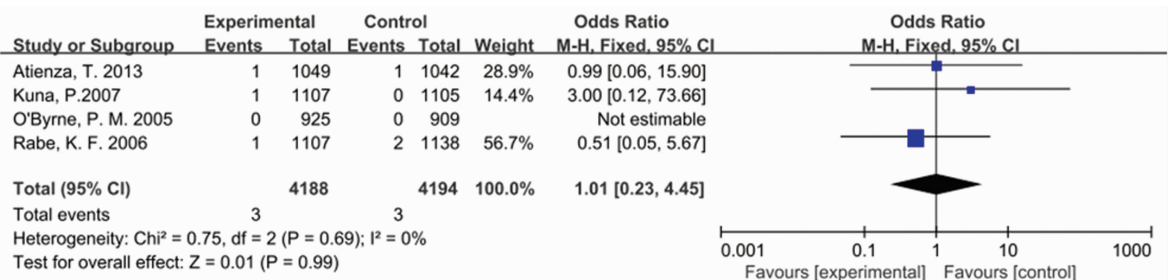 Experimental Control Odds Ratio Odds Ratio
Study or Subgroup Events Total Events Total Weight M-H, Fixed, 95% CI M-H, Fixed, 95% CI
Atienza, T. 2013 1 1049 1 1042 28.9% 0.99 [0.06, 15.90]
Kuna, P.2007 1 1107 0 1105 14.4% 3.00 [0.12, 73.66]
O'Byrne, P. M. 2005 0 925 0 909 Not estimable
Rabe, K. F. 2006 1 1107 2 1138 56.7% 0.51 [0.05, 5.67]
Total (95% CI) 4188 4194 100.0% 1.01 [0.23, 4.45]
Total events 3 3
Heterogeneity: Chi² = 0.75, df = 2 (P = 0.69); I² = 0%
Test for overall effect: Z = 0.01 (P = 0.99)
0.001 0.1 1 10 1000
Favours [experimental] Favours [control]